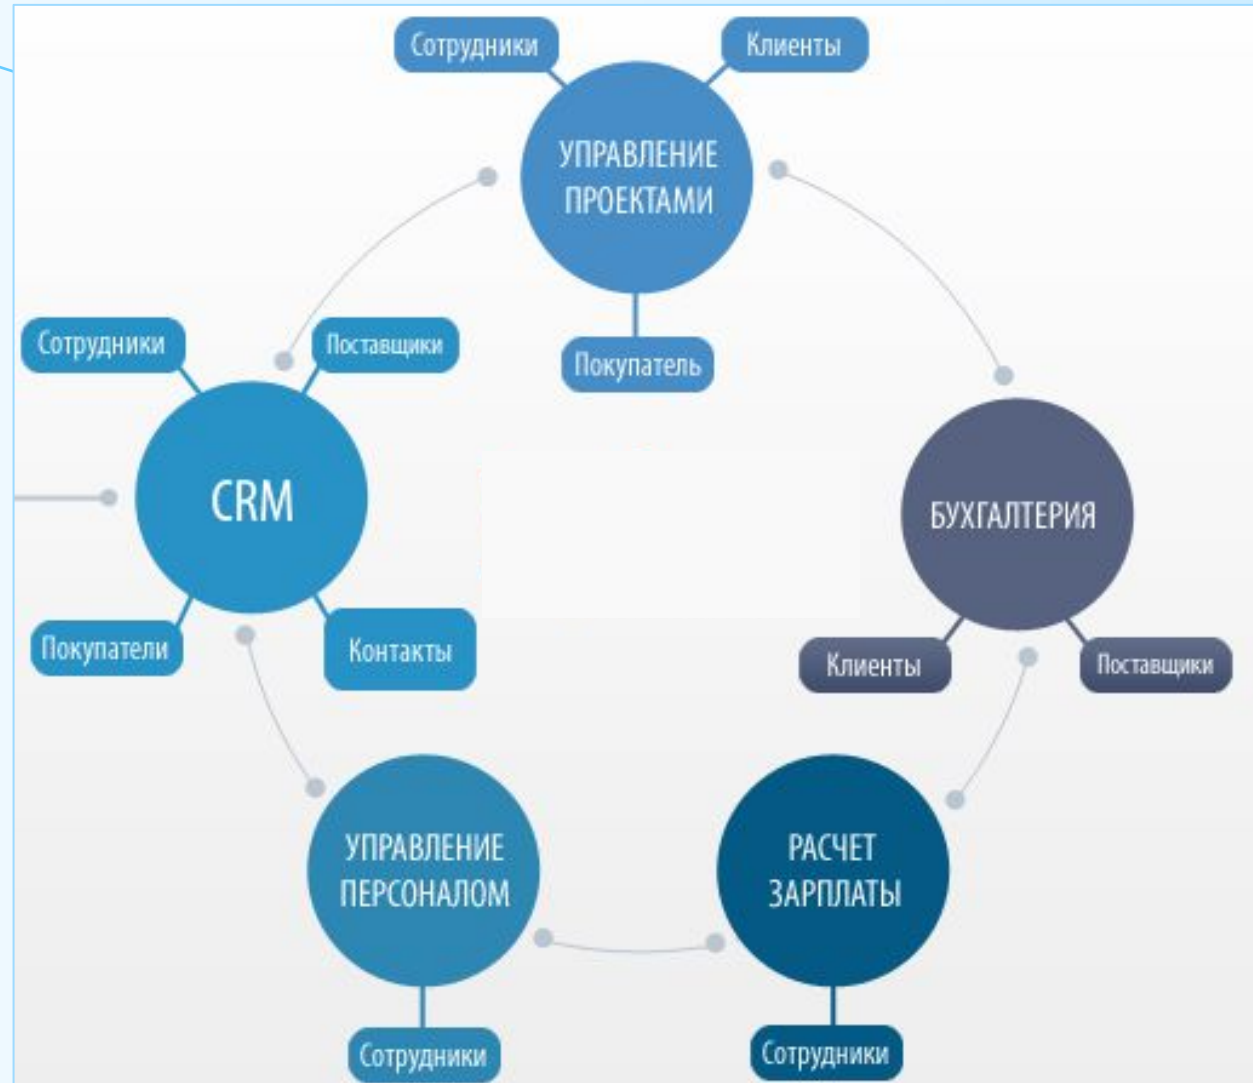 Сотрудники
Клиенты
УПРАВЛЕНИЕ
ПРОЕКТАМИ
Покупатель
Сотрудники
Поставщики
CRM
Покупатели
Контакты
БУХГАЛТЕРИЯ
Клиенты
Поставщики
УПРАВЛЕНИЕ
ПЕРСОНАЛОМ
Сотрудники
РАСЧЕТ
ЗАРПЛАТЫ
Сотрудники